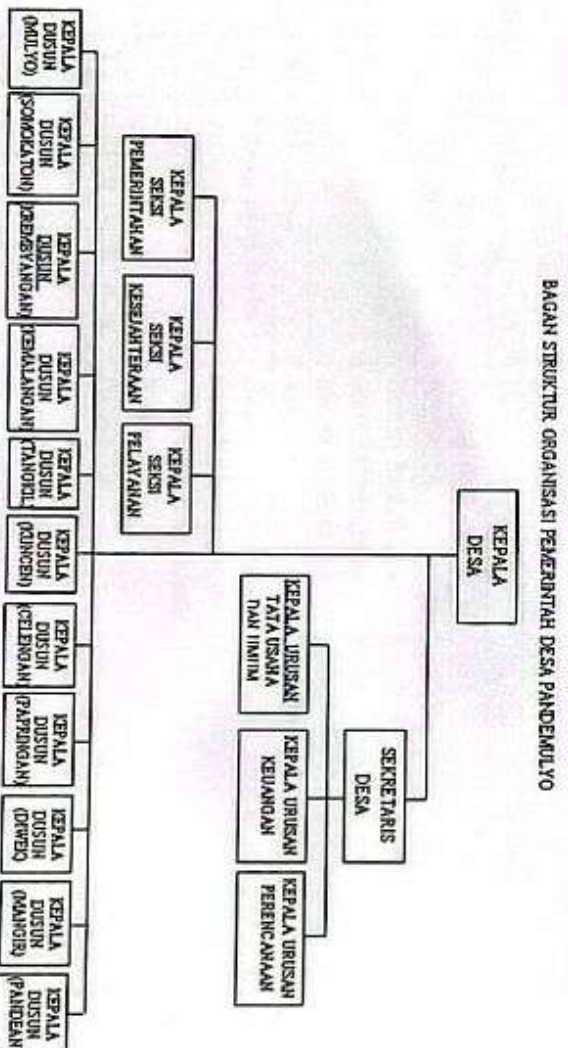 BAGAN STRUKTUR ORGANISASI PEMERINTAH DESA PANDEMULYO
KEPALA
DESA
SEKRETARIS
DESA
KEPALA URUSAN
TATA USAHA
DAN UMUM
KEPALA URUSAN
KEUANGAN
KEPALA URUSAN
PERENCANAAN
KEPALA
SEKSI
PEMERINTAHAN
KEPALA
SEKSI
KESEJAHTERAAN
KEPALA
SEKSI
PELAYANAN
KEPALA
DUSUN
(MULYO)
KEPALA
DUSUN
(SOMOKATON)
KEPALA
DUSUN
(KREMBYANGAN)
KEPALA
DUSUN
(KEMALANGAN)
KEPALA
DUSUN
(TANGKIL)
KEPALA
DUSUN
(KUNCEN)
KEPALA
DUSUN
(CELENGAN)
KEPALA
DUSUN
(PAPRINGAN)
KEPALA
DUSUN
(DIWEK)
KEPALA
DUSUN
(MANGIR)
KEPALA
DUSUN
(PANDEAN)